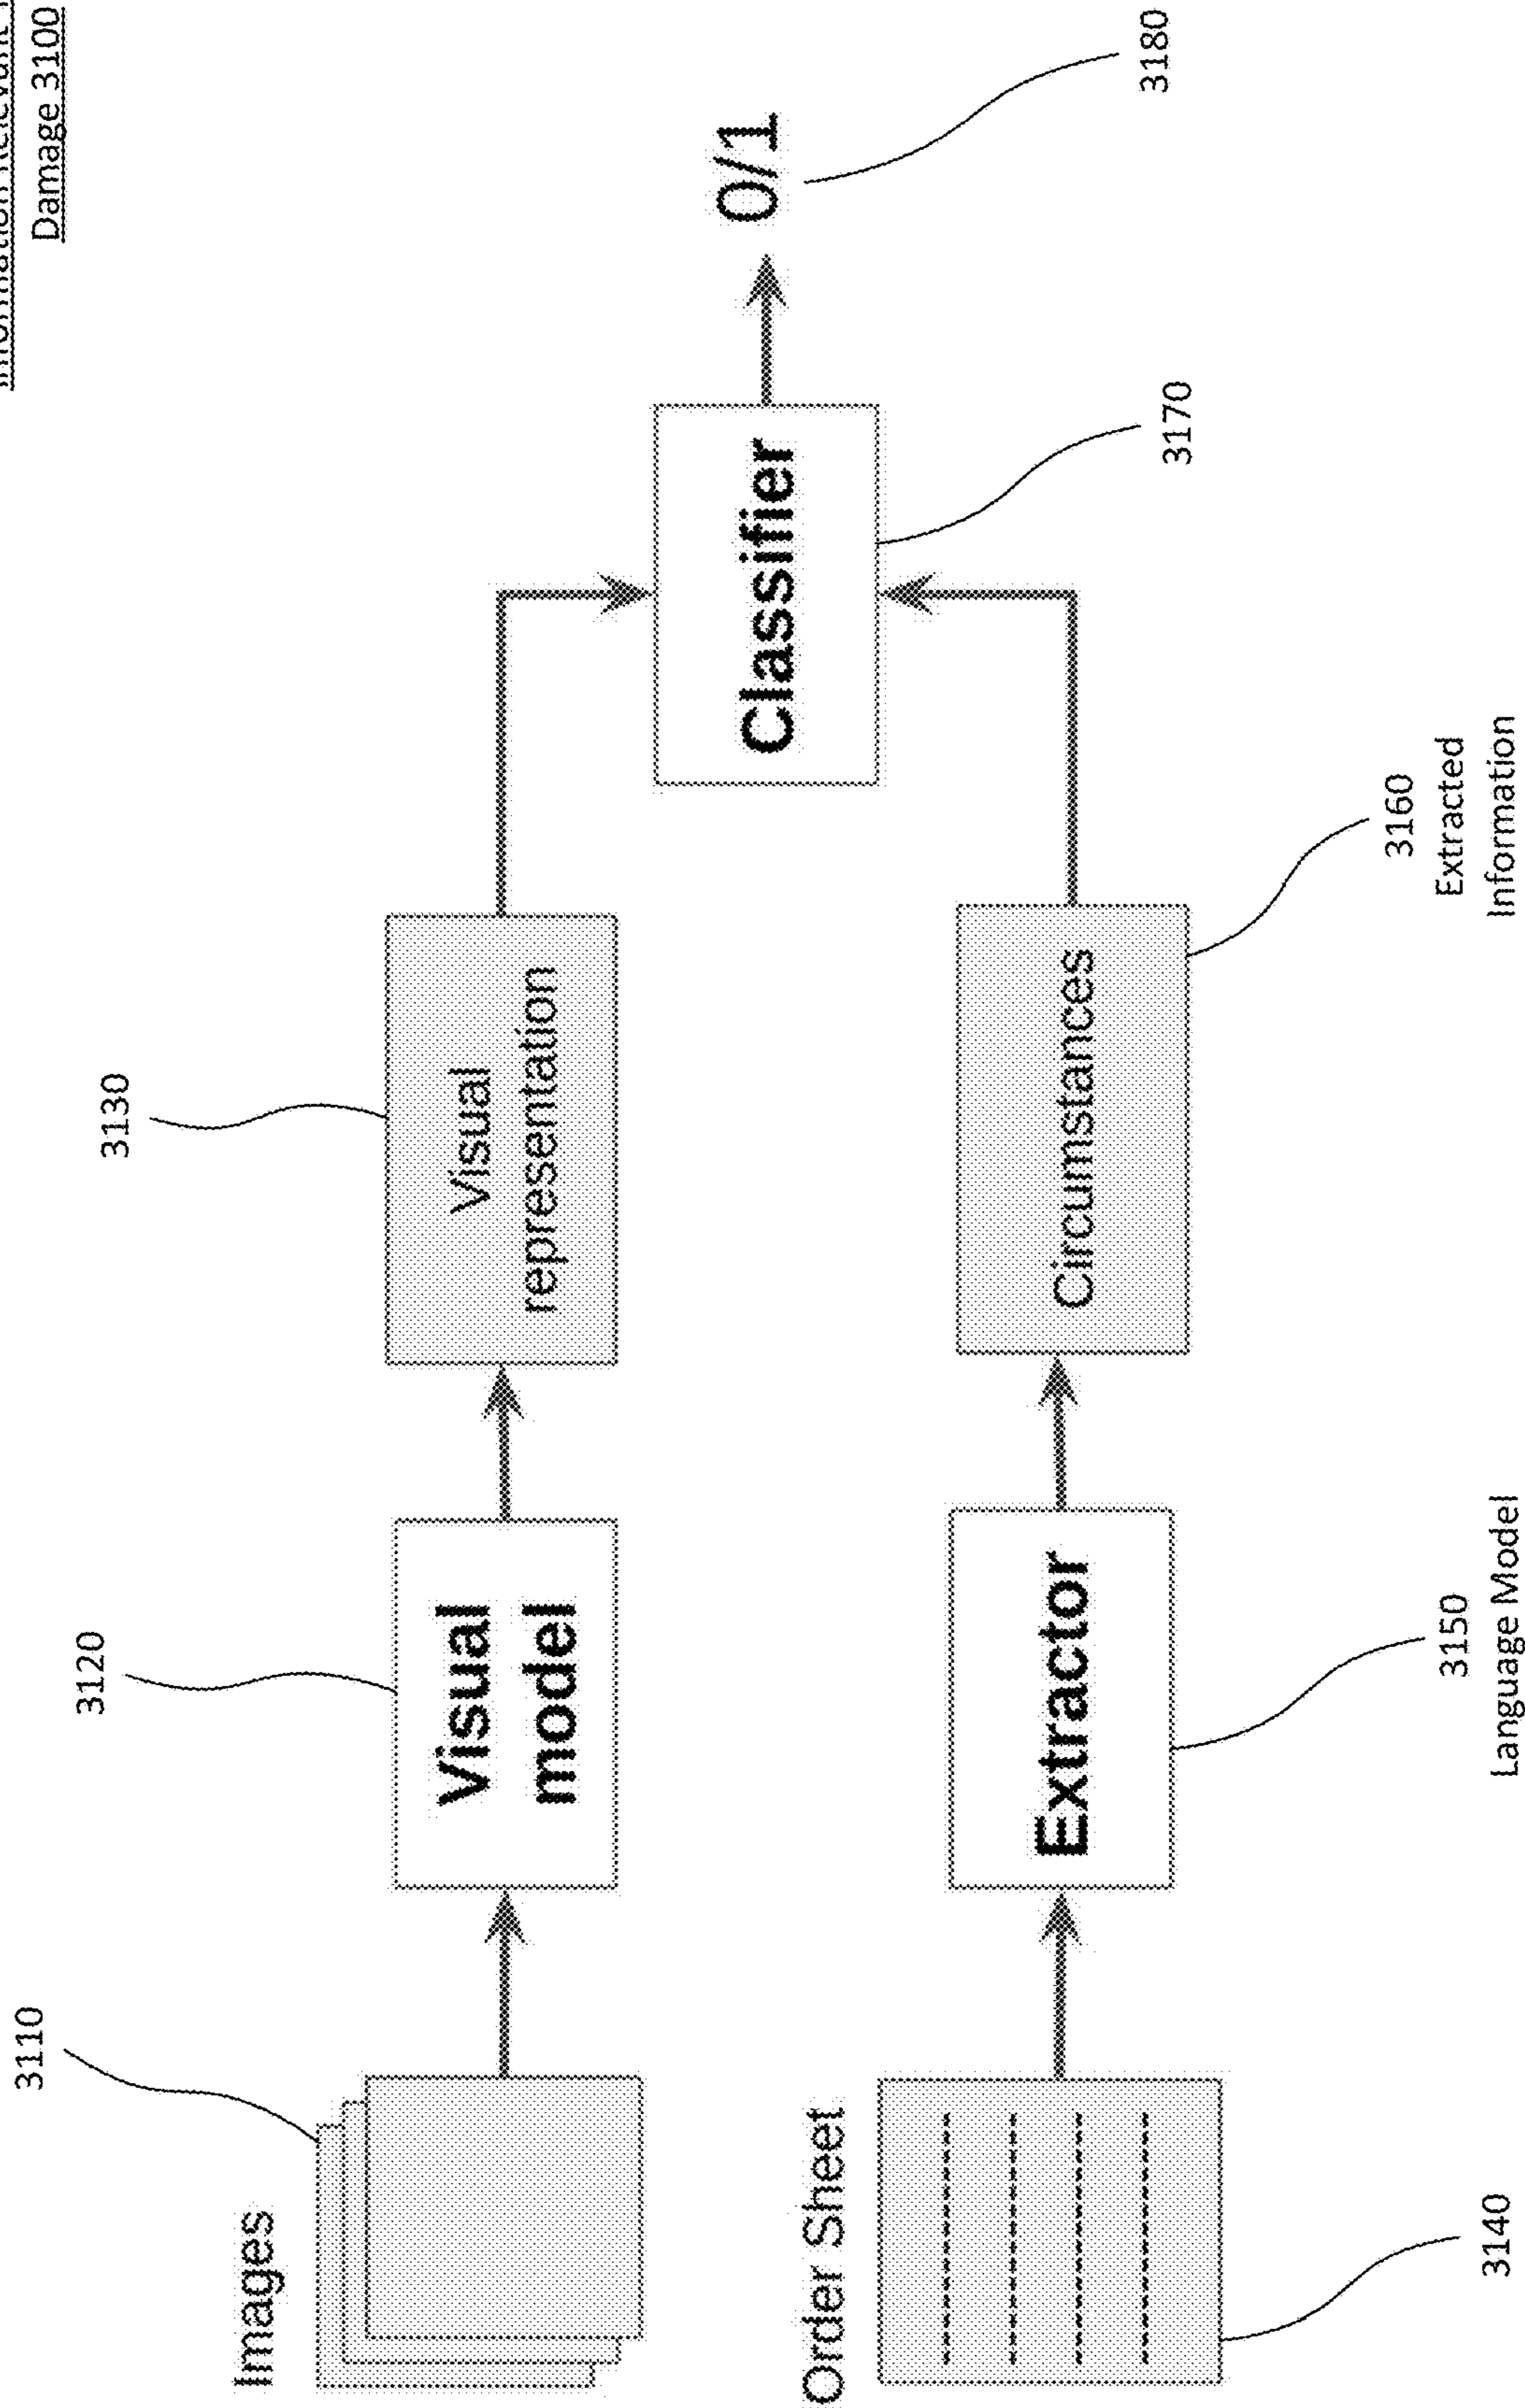 Damage 3100
3110
Images
3120
Visual
model
3130
Visual
representation
Classifier
3170
0/1
3180
Order Sheet
3140
Extractor
3150
Language Model
Circumstances
3160
Extracted
Information